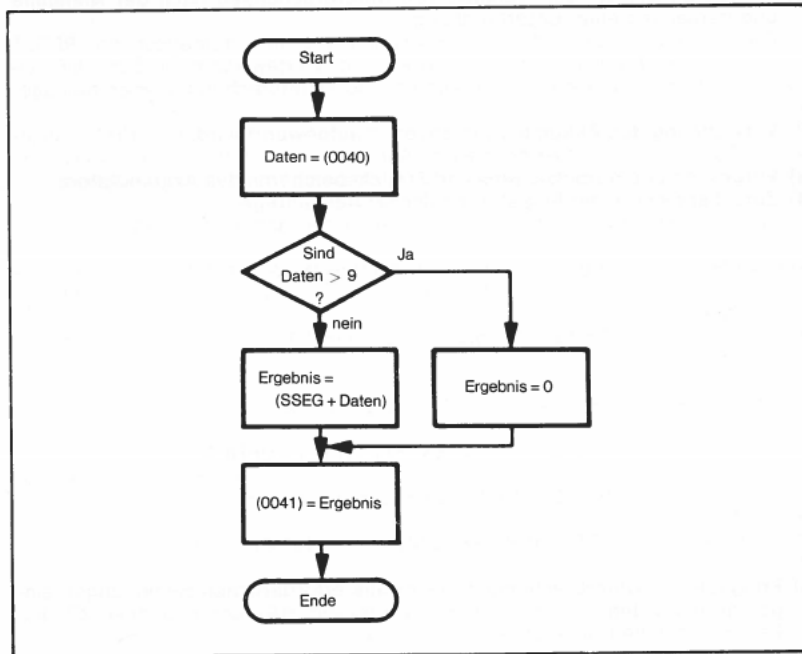 Start
Daten = (0040)
Sind
Daten > 9
?
Ja
nein
Ergebnis =
(SSEG + Daten)
Ergebnis = 0
(0041) = Ergebnis
Ende